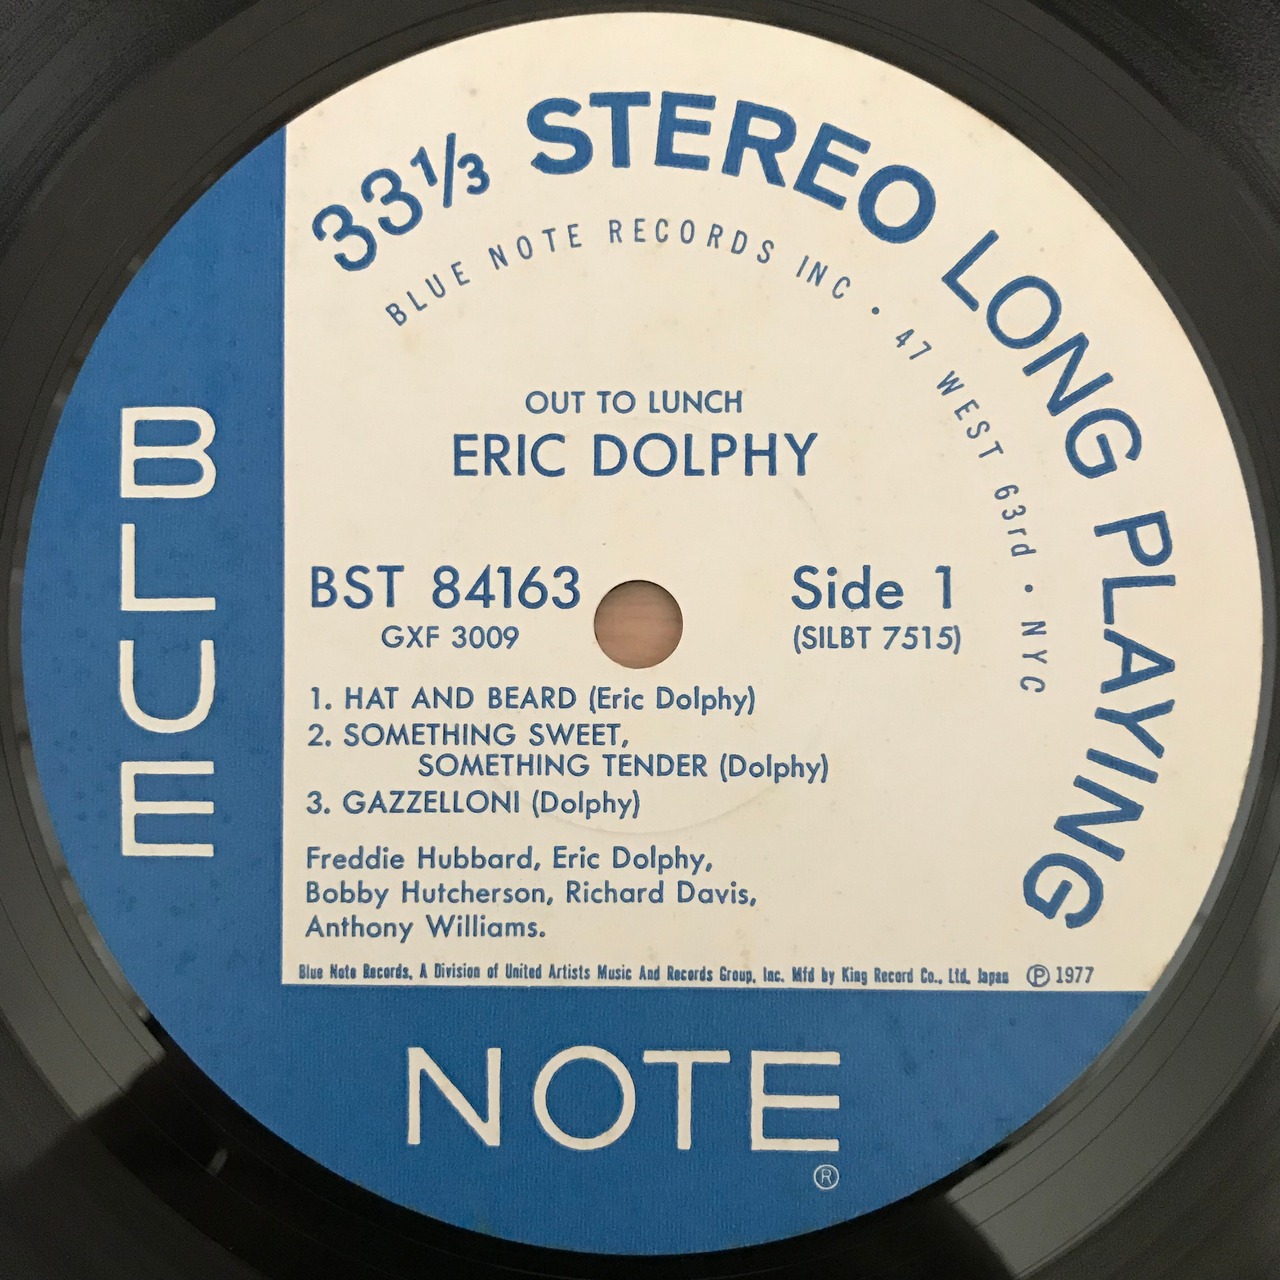 33⅓ STEREO LONG PLAYING
BLUE NOTE RECORDS INC • 47 WEST 63rd • NYC
OUT TO LUNCH
ERIC DOLPHY
BST 84163
GXF 3009
Side 1
(SILBT 7515)
1. HAT AND BEARD (Eric Dolphy)
2. SOMETHING SWEET,
SOMETHING TENDER (Dolphy)
3. GAZZELLONI (Dolphy)
Freddie Hubbard, Eric Dolphy,
Bobby Hutcherson, Richard Davis,
Anthony Williams.
Blue Note Records, A Division of United Artists Music And Records Group, Inc. Mfd by King Record Co., Ltd, Japan ℗ 1977
BLUE
NOTE
®